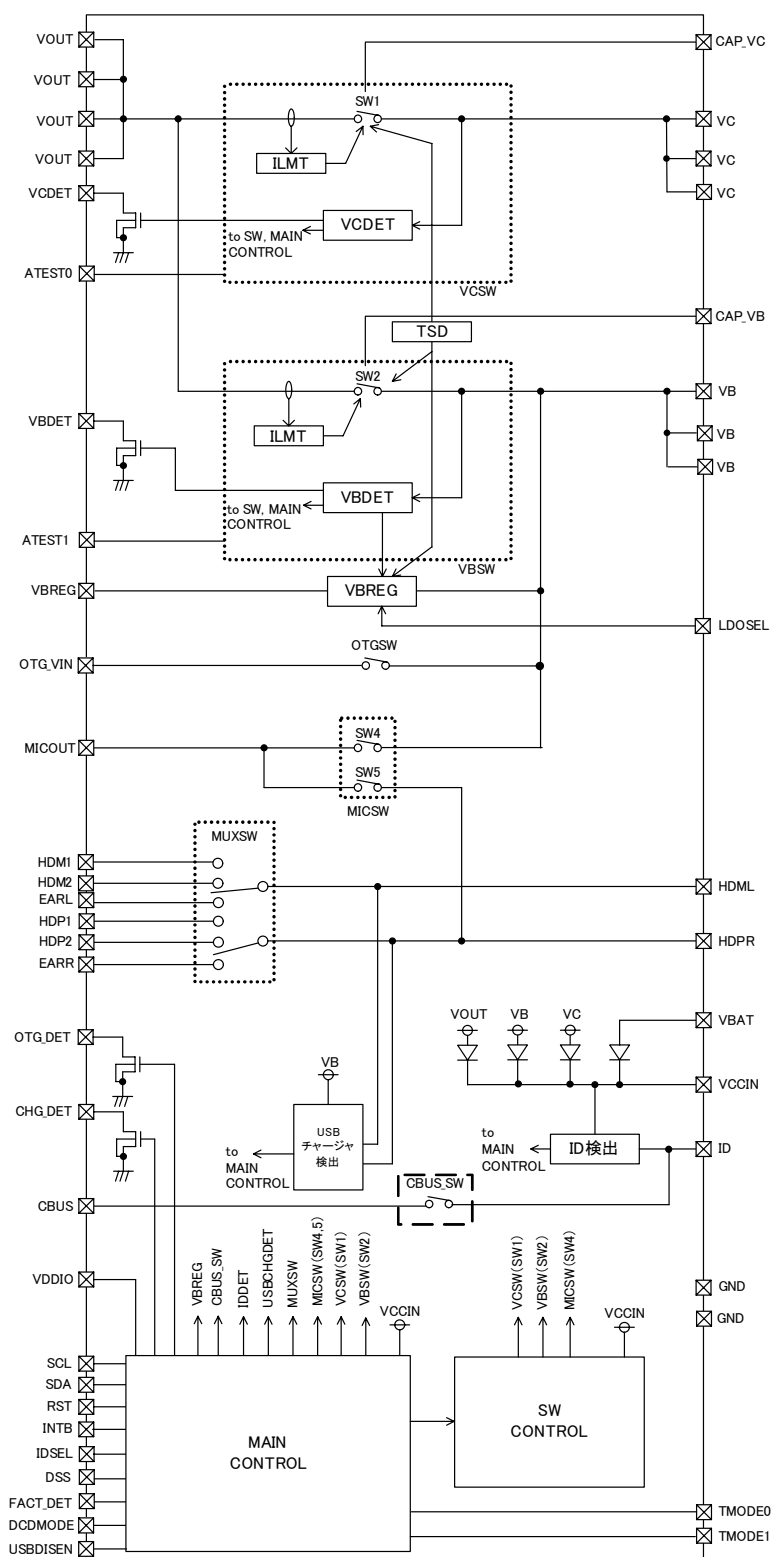 VOUT
VOUT
VOUT
VOUT
VCDET
ATEST0
VBDET
ATEST1
VBREG
OTG_VIN
MICOUT
HDM1
HDM2
EARL
HDP1
HDP2
EARR
OTG_DET
CHG_DET
CBUS
VDDIO
SCL
SDA
RST
INTB
IDSEL
DSS
FACT_DET
DCDMODE
USBDISEN
CAP_VC
VC
VC
VC
CAP_VB
VB
VB
VB
LDOSEL
HDML
HDPR
VBAT
VCCIN
ID
GND
GND
TMODE0
TMODE1
SW1
ILMT
VCDET
to SW, MAIN
CONTROL
VCSW
TSD
SW2
ILMT
VBDET
to SW, MAIN
CONTROL
VBSW
VBREG
OTGSW
SW4
SW5
MICSW
MUXSW
VOUT
VB
VC
VB
USB
チャージャ
検出
to
MAIN
CONTROL
to
MAIN
CONTROL
ID検出
CBUS_SW
VBREG
CBUS_SW
IDDET
USBCHGDET
MUXSW
MICSW(SW4,5)
VCSW(SW1)
VBSW(SW2)
VCCIN
VCSW(SW1)
VBSW(SW2)
MICSW(SW4)
VCCIN
MAIN
CONTROL
SW
CONTROL